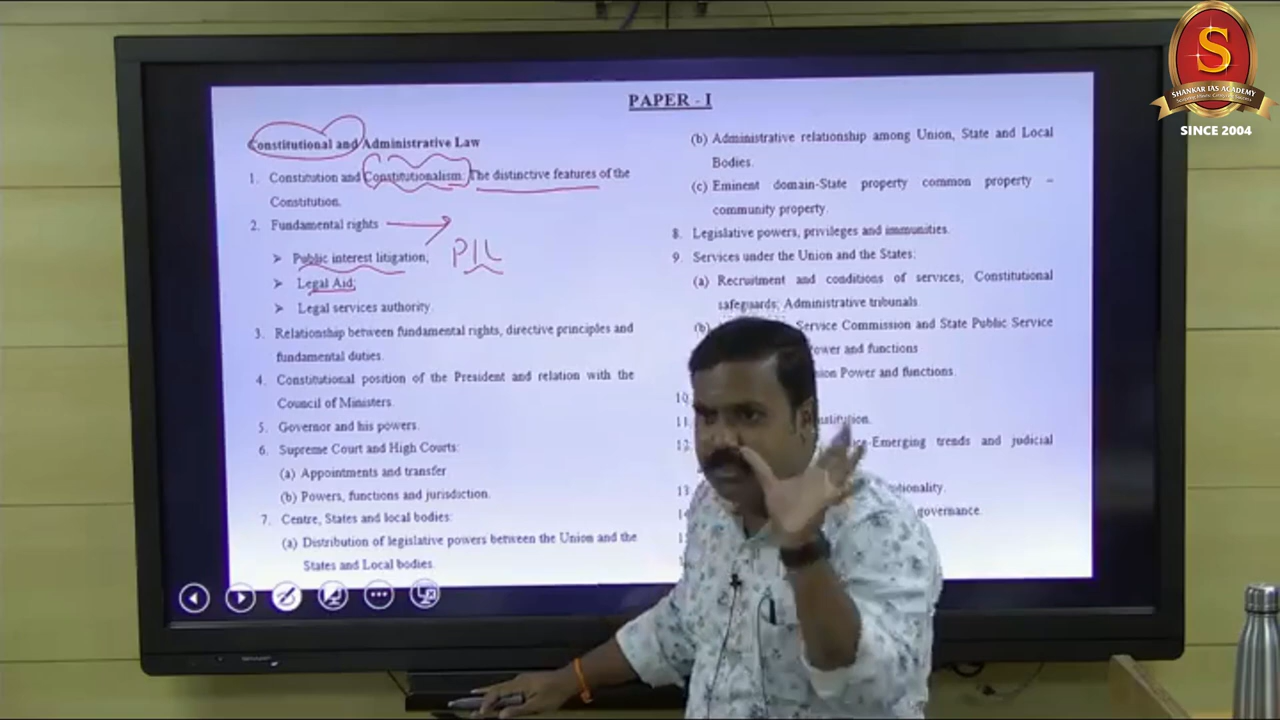 PAPER - I
Constitutional and Administrative Law
1. Constitution and Constitutionalism: The distinctive features of the
Constitution.
2. Fundamental rights
➢ Public interest litigation;
PIL
➢ Legal Aid;
➢ Legal services authority.
3. Relationship between fundamental rights, directive principles and
fundamental duties.
4. Constitutional position of the President and relation with the
Council of Ministers.
5. Governor and his powers.
6. Supreme Court and High Courts:
(a) Appointments and transfer
(b) Powers, functions and jurisdiction.
7. Centre, States and local bodies:
(a) Distribution of legislative powers between the Union and the
States and Local bodies.
(b) Administrative relationship among Union, State and Local
Bodies.
(c) Eminent domain-State property common property –
community property.
8. Legislative powers, privileges and immunities.
9. Services under the Union and the States:
(a) Recruitment and conditions of services, Constitutional
safeguards; Administrative tribunals.
(b) Service Commission and State Public Service
Power and functions
Power and functions.
10.
11.
12. Emerging trends and judicial
13
governance.
S
SHANKAR IAS ACADEMY
SINCE 2004